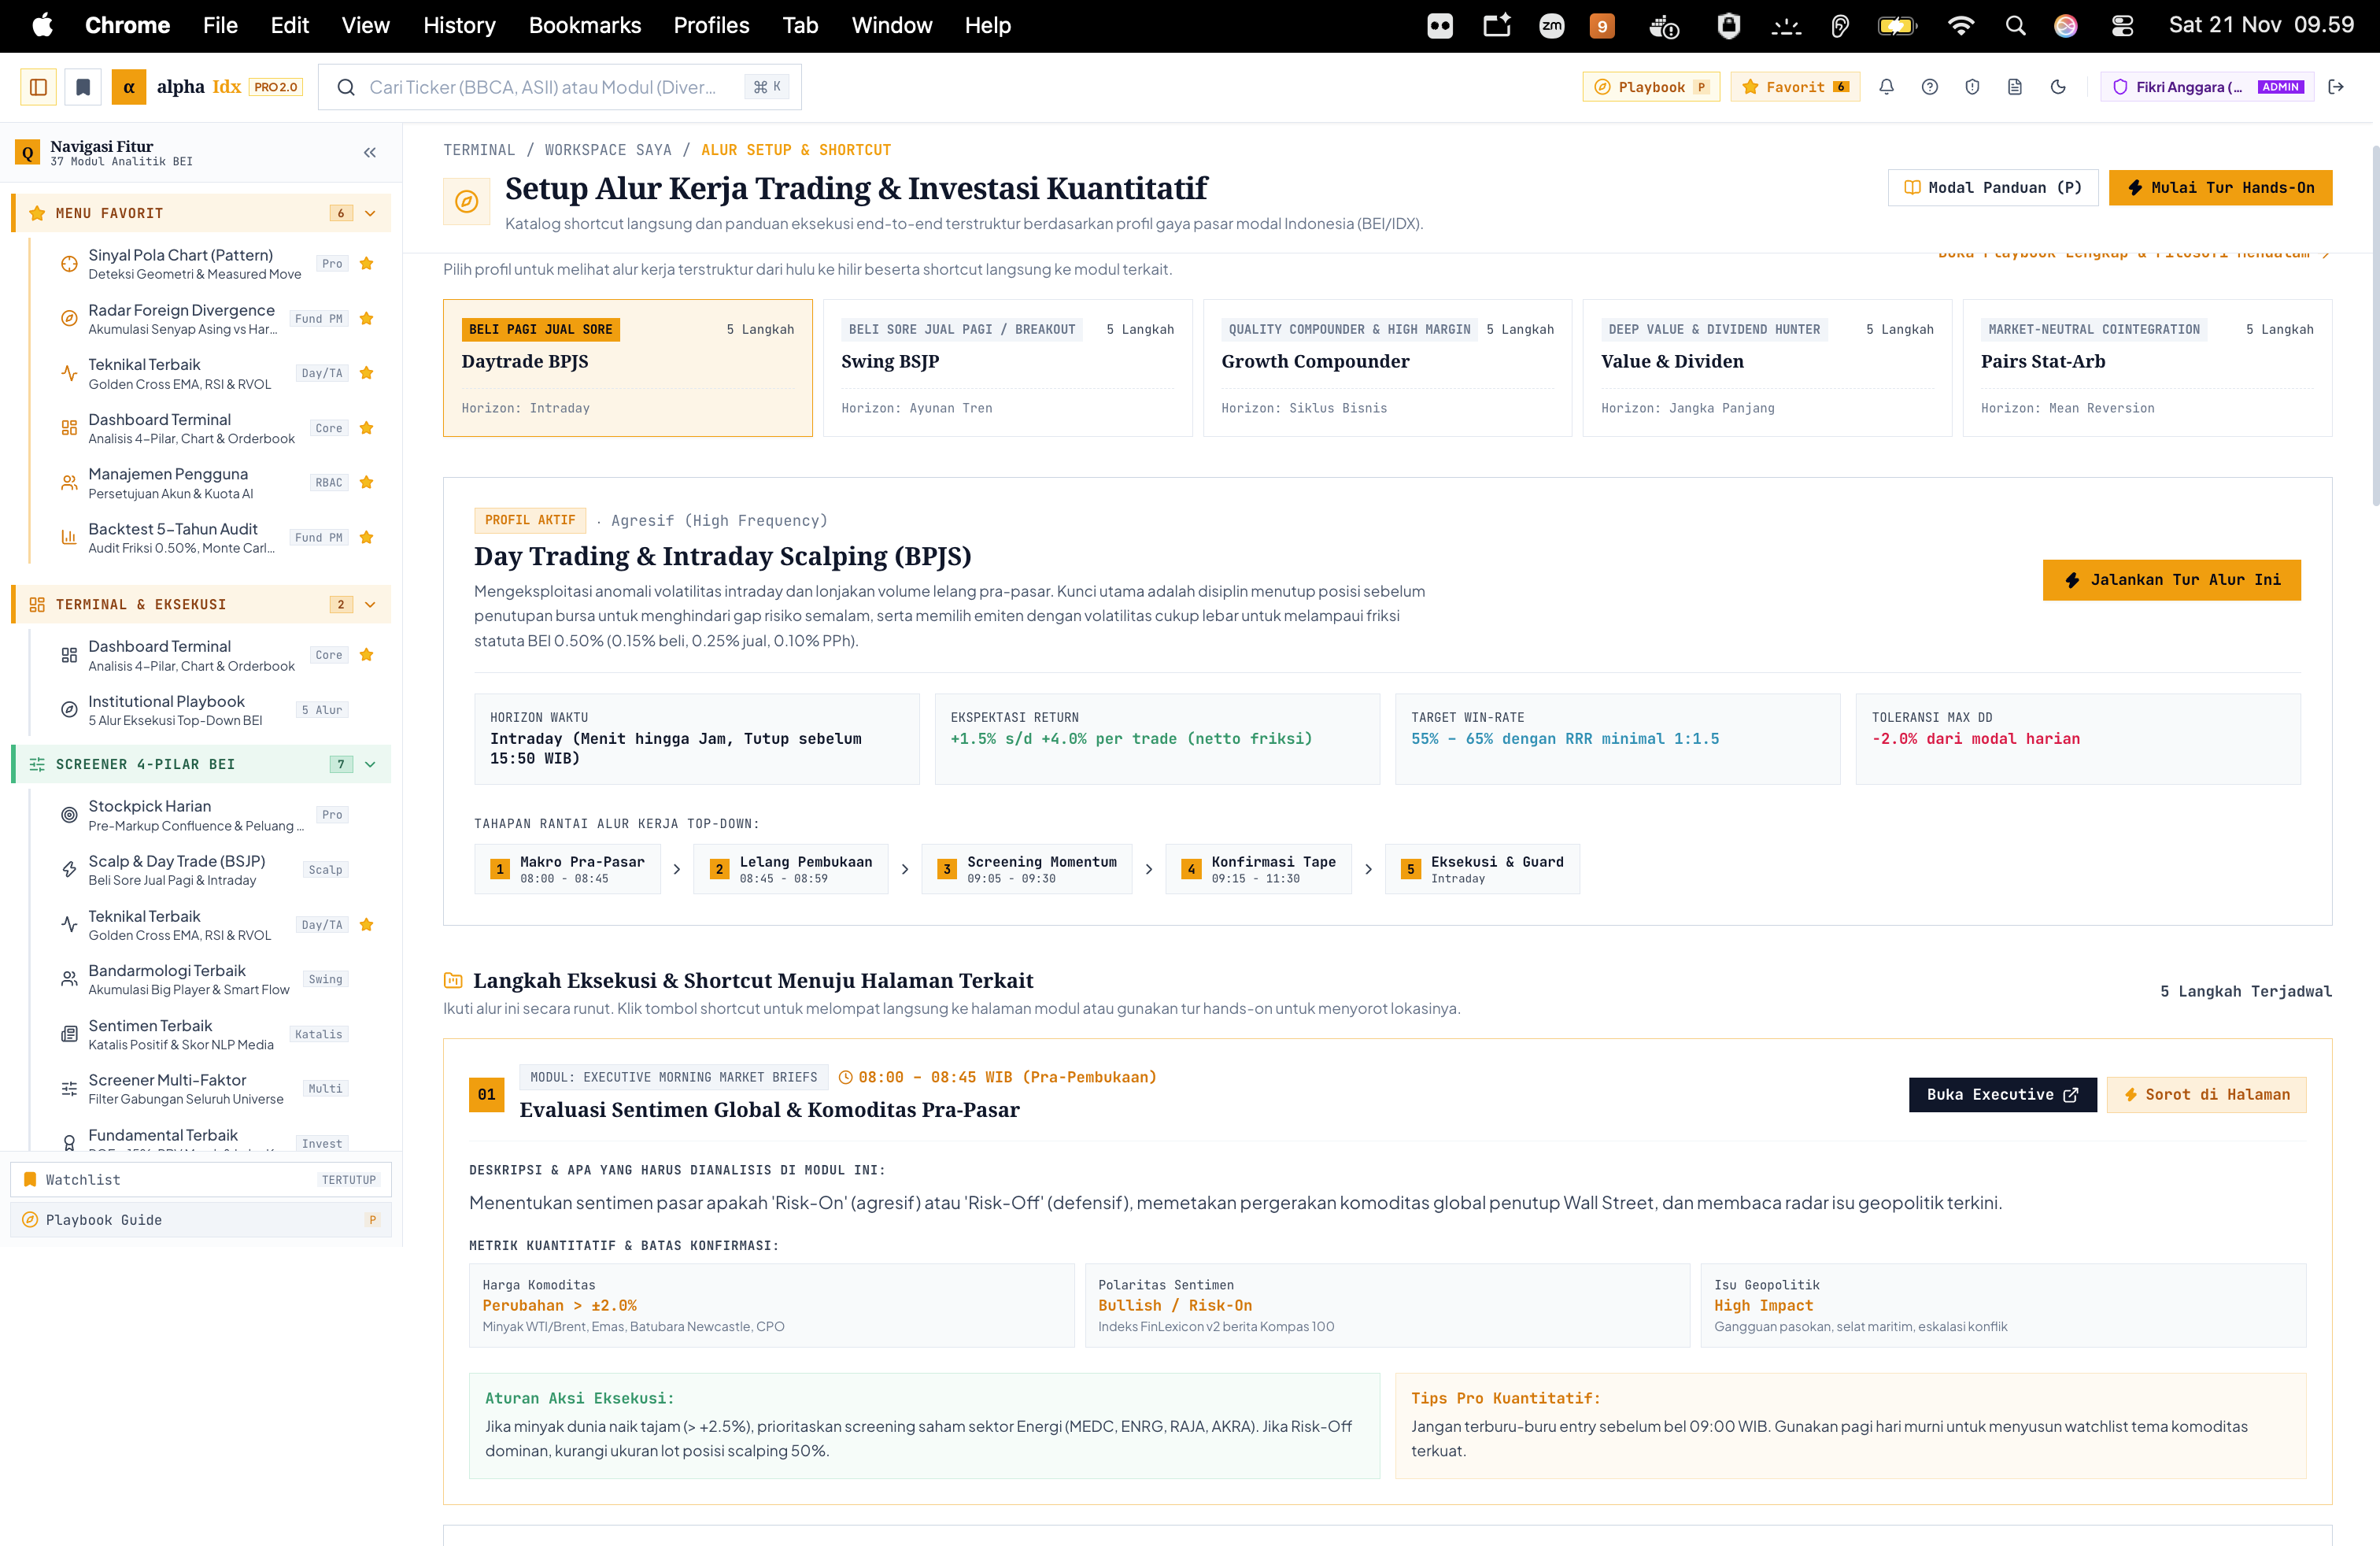 Chrome File Edit View History Bookmarks Profiles Tab Window Help
zm 9 Sat 21 Nov 09.59
α alpha Idx PRO 2.0
Cari Ticker (BBCA, ASII) atau Modul (Diver... ⌘ K
Playbook P
Favorit 6
Fikri Anggara (... ADMIN
Q Navigasi Fitur
37 Modul Analitik BEI
MENU FAVORIT 6
Sinyal Pola Chart (Pattern) Pro
Deteksi Geometri & Measured Move
Radar Foreign Divergence Fund PM
Akumulasi Senyap Asing vs Har...
Teknikal Terbaik Day/TA
Golden Cross EMA, RSI & RVOL
Dashboard Terminal Core
Analisis 4-Pilar, Chart & Orderbook
Manajemen Pengguna RBAC
Persetujuan Akun & Kuota AI
Backtest 5-Tahun Audit Fund PM
Audit Friksi 0.50%, Monte Carl...
TERMINAL & EKSEKUSI 2
Dashboard Terminal Core
Analisis 4-Pilar, Chart & Orderbook
Institutional Playbook 5 Alur
5 Alur Eksekusi Top-Down BEI
SCREENER 4-PILAR BEI 7
Stockpick Harian Pro
Pre-Markup Confluence & Peluang ...
Scalp & Day Trade (BSJP) Scalp
Beli Sore Jual Pagi & Intraday
Teknikal Terbaik Day/TA
Golden Cross EMA, RSI & RVOL
Bandarmologi Terbaik Swing
Akumulasi Big Player & Smart Flow
Sentimen Terbaik Katalis
Katalis Positif & Skor NLP Media
Screener Multi-Faktor Multi
Filter Gabungan Seluruh Universe
Fundamental Terbaik Invest
Watchlist TERTUTUP
Playbook Guide P
TERMINAL / WORKSPACE SAYA / ALUR SETUP & SHORTCUT
Setup Alur Kerja Trading & Investasi Kuantitatif
Katalog shortcut langsung dan panduan eksekusi end-to-end terstruktur berdasarkan profil gaya pasar modal Indonesia (BEI/IDX).
Modal Panduan (P)
Mulai Tur Hands-On
Buka Playbook Lengkap & Filosofi Mendalam
Pilih profil untuk melihat alur kerja terstruktur dari hulu ke hilir beserta shortcut langsung ke modul terkait.
BELI PAGI JUAL SORE 5 Langkah
Daytrade BPJS
Horizon: Intraday
BELI SORE JUAL PAGI / BREAKOUT 5 Langkah
Swing BSJP
Horizon: Ayunan Tren
QUALITY COMPOUNDER & HIGH MARGIN 5 Langkah
Growth Compounder
Horizon: Siklus Bisnis
DEEP VALUE & DIVIDEND HUNTER 5 Langkah
Value & Dividen
Horizon: Jangka Panjang
MARKET-NEUTRAL COINTEGRATION 5 Langkah
Pairs Stat-Arb
Horizon: Mean Reversion
PROFIL AKTIF · Agresif (High Frequency)
Day Trading & Intraday Scalping (BPJS)
Mengeksploitasi anomali volatilitas intraday dan lonjakan volume lelang pra-pasar. Kunci utama adalah disiplin menutup posisi sebelum
penutupan bursa untuk menghindari gap risiko semalam, serta memilih emiten dengan volatilitas cukup lebar untuk melampaui friksi
statuta BEI 0.50% (0.15% beli, 0.25% jual, 0.10% PPh).
Jalankan Tur Alur Ini
HORIZON WAKTU
Intraday (Menit hingga Jam, Tutup sebelum
15:50 WIB)
EKSPEKTASI RETURN
+1.5% s/d +4.0% per trade (netto friksi)
TARGET WIN-RATE
55% – 65% dengan RRR minimal 1:1.5
TOLERANSI MAX DD
-2.0% dari modal harian
TAHAPAN RANTAI ALUR KERJA TOP-DOWN:
1 Makro Pra-Pasar
08:00 - 08:45
2 Lelang Pembukaan
08:45 - 08:59
3 Screening Momentum
09:05 - 09:30
4 Konfirmasi Tape
09:15 - 11:30
5 Eksekusi & Guard
Intraday
Langkah Eksekusi & Shortcut Menuju Halaman Terkait
Ikuti alur ini secara runut. Klik tombol shortcut untuk melompat langsung ke halaman modul atau gunakan tur hands-on untuk menyorot lokasinya.
5 Langkah Terjadwal
01 MODUL: EXECUTIVE MORNING MARKET BRIEFS 08:00 – 08:45 WIB (Pra-Pembukaan)
Evaluasi Sentimen Global & Komoditas Pra-Pasar
Buka Executive
Sorot di Halaman
DESKRIPSI & APA YANG HARUS DIANALISIS DI MODUL INI:
Menentukan sentimen pasar apakah 'Risk-On' (agresif) atau 'Risk-Off' (defensif), memetakan pergerakan komoditas global penutup Wall Street, dan membaca radar isu geopolitik terkini.
METRIK KUANTITATIF & BATAS KONFIRMASI:
Harga Komoditas
Perubahan > ±2.0%
Minyak WTI/Brent, Emas, Batubara Newcastle, CPO
Polaritas Sentimen
Bullish / Risk-On
Indeks FinLexicon v2 berita Kompas 100
Isu Geopolitik
High Impact
Gangguan pasokan, selat maritim, eskalasi konflik
Aturan Aksi Eksekusi:
Jika minyak dunia naik tajam (> +2.5%), prioritaskan screening saham sektor Energi (MEDC, ENRG, RAJA, AKRA). Jika Risk-Off
dominan, kurangi ukuran lot posisi scalping 50%.
Tips Pro Kuantitatif:
Jangan terburu-buru entry sebelum bel 09:00 WIB. Gunakan pagi hari murni untuk menyusun watchlist tema komoditas
terkuat.